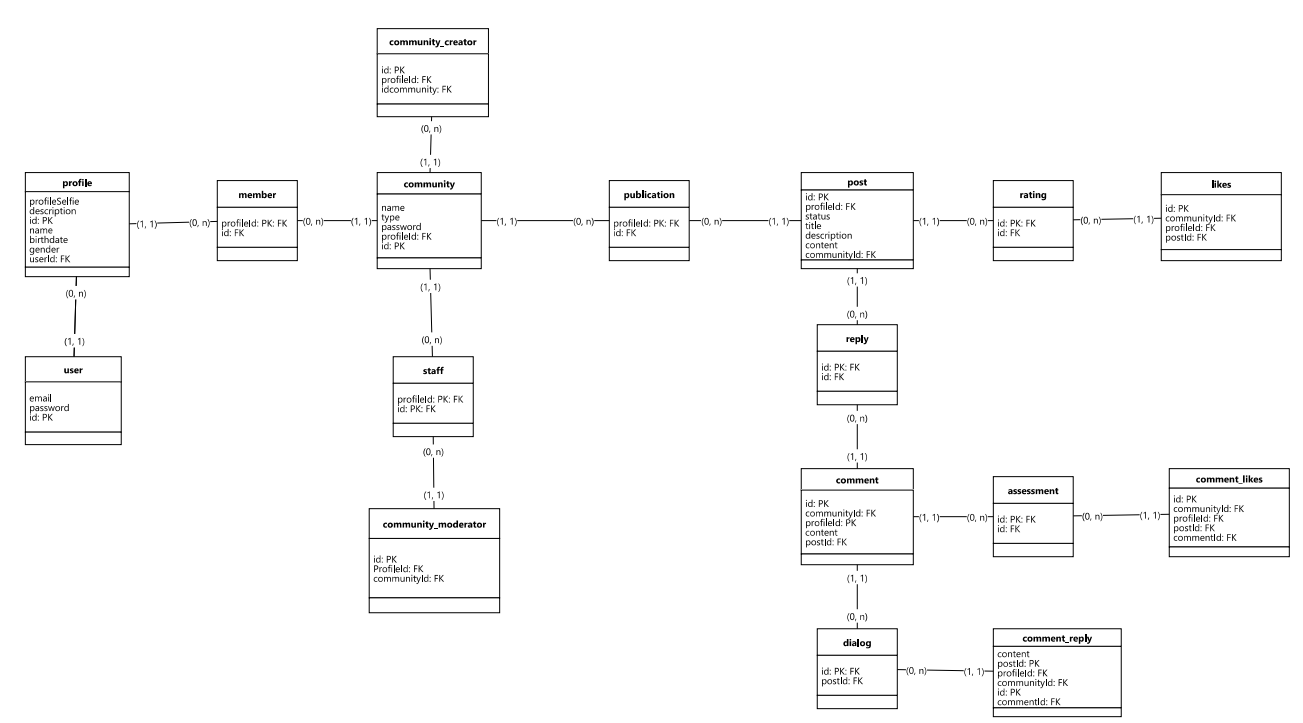 community_creator
id: PK
profileId: FK
idcommunity: FK
(0, n)
(1, 1)
profile
profileSelfie
description
id: PK
name
birthdate
gender
userId: FK
(1, 1)
(0, n)
member
profileId: PK: FK
id: FK
(0, n)
(1, 1)
community
name
type
password
profileId: FK
id: PK
(1, 1)
(0, n)
publication
profileId: PK: FK
id: FK
(0, n)
(1, 1)
post
id: PK
profileId: FK
status
title
description
content
communityId: FK
(1, 1)
(0, n)
rating
id: PK: FK
id: FK
(0, n)
(1, 1)
likes
id: PK
communityId: FK
profileId: FK
postId: FK
(0, n)
(1, 1)
user
email
password
id: PK
(1, 1)
(0, n)
staff
profileId: PK: FK
id: PK: FK
(0, n)
(1, 1)
community_moderator
id: PK
ProfileId: FK
communityId: FK
(1, 1)
(0, n)
reply
id: PK: FK
id: FK
(0, n)
(1, 1)
comment
id: PK
communityId: FK
profileId: PK
content
postId: FK
(1, 1)
(0, n)
assessment
id: PK: FK
id: FK
(0, n)
(1, 1)
comment_likes
id: PK
communityId: FK
profileId: FK
postId: FK
commentId: FK
(1, 1)
(0, n)
dialog
id: PK: FK
postId: FK
(0, n)
(1, 1)
comment_reply
content
postId: PK
profileId: FK
communityId: FK
id: PK
commentId: FK